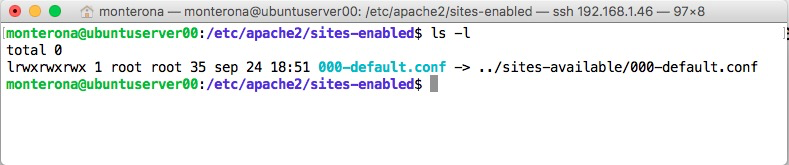 monterona — monterona@ubuntuserver00: /etc/apache2/sites-enabled — ssh 192.168.1.46 — 97×8
[monterona@ubuntuserver00:/etc/apache2/sites-enabled$ ls -l
total 0
lrwxrwxrwx 1 root root 35 sep 24 18:51 000-default.conf -> ../sites-available/000-default.conf
monterona@ubuntuserver00:/etc/apache2/sites-enabled$